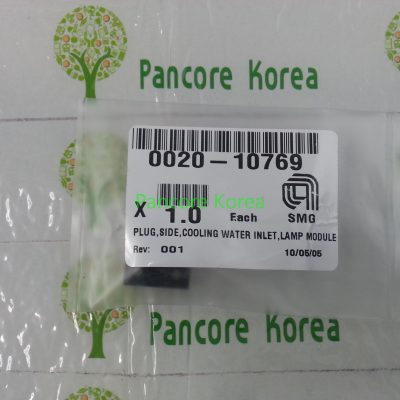 Pancore Korea
0020-10769
Pancore Korea
X 1.0 Each SMG
PLUG,SIDE,COOLING WATER INLET,LAMP MODULE
Rev: 001 10/05/05
Pancore Korea